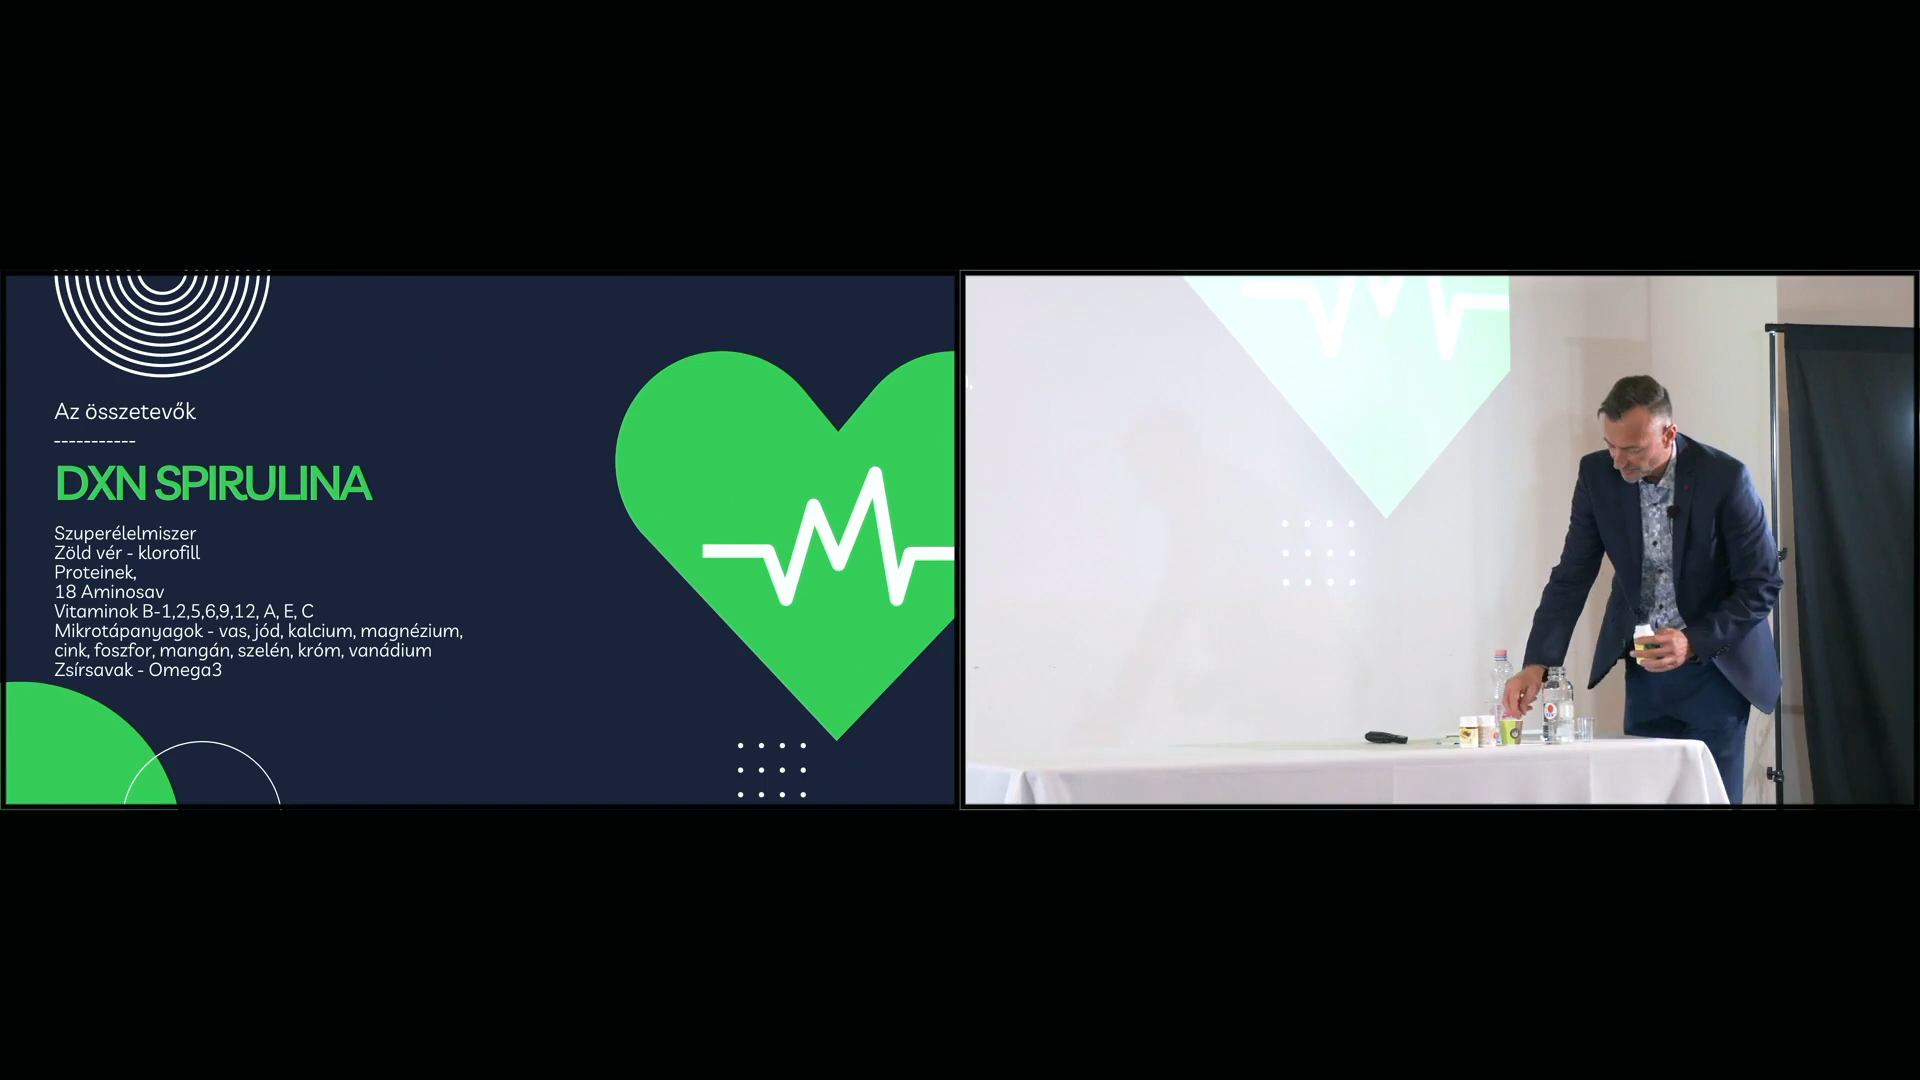 Az összetevők
-----------
DXN SPIRULINA
Szuperélelmiszer
Zöld vér - klorofill
Proteinek,
18 Aminosav
Vitaminok B-1,2,5,6,9,12, A, E, C
Mikrotápanyagok - vas, jód, kalcium, magnézium,
cink, foszfor, mangán, szelén, króm, vanádium
Zsírsavak - Omega3